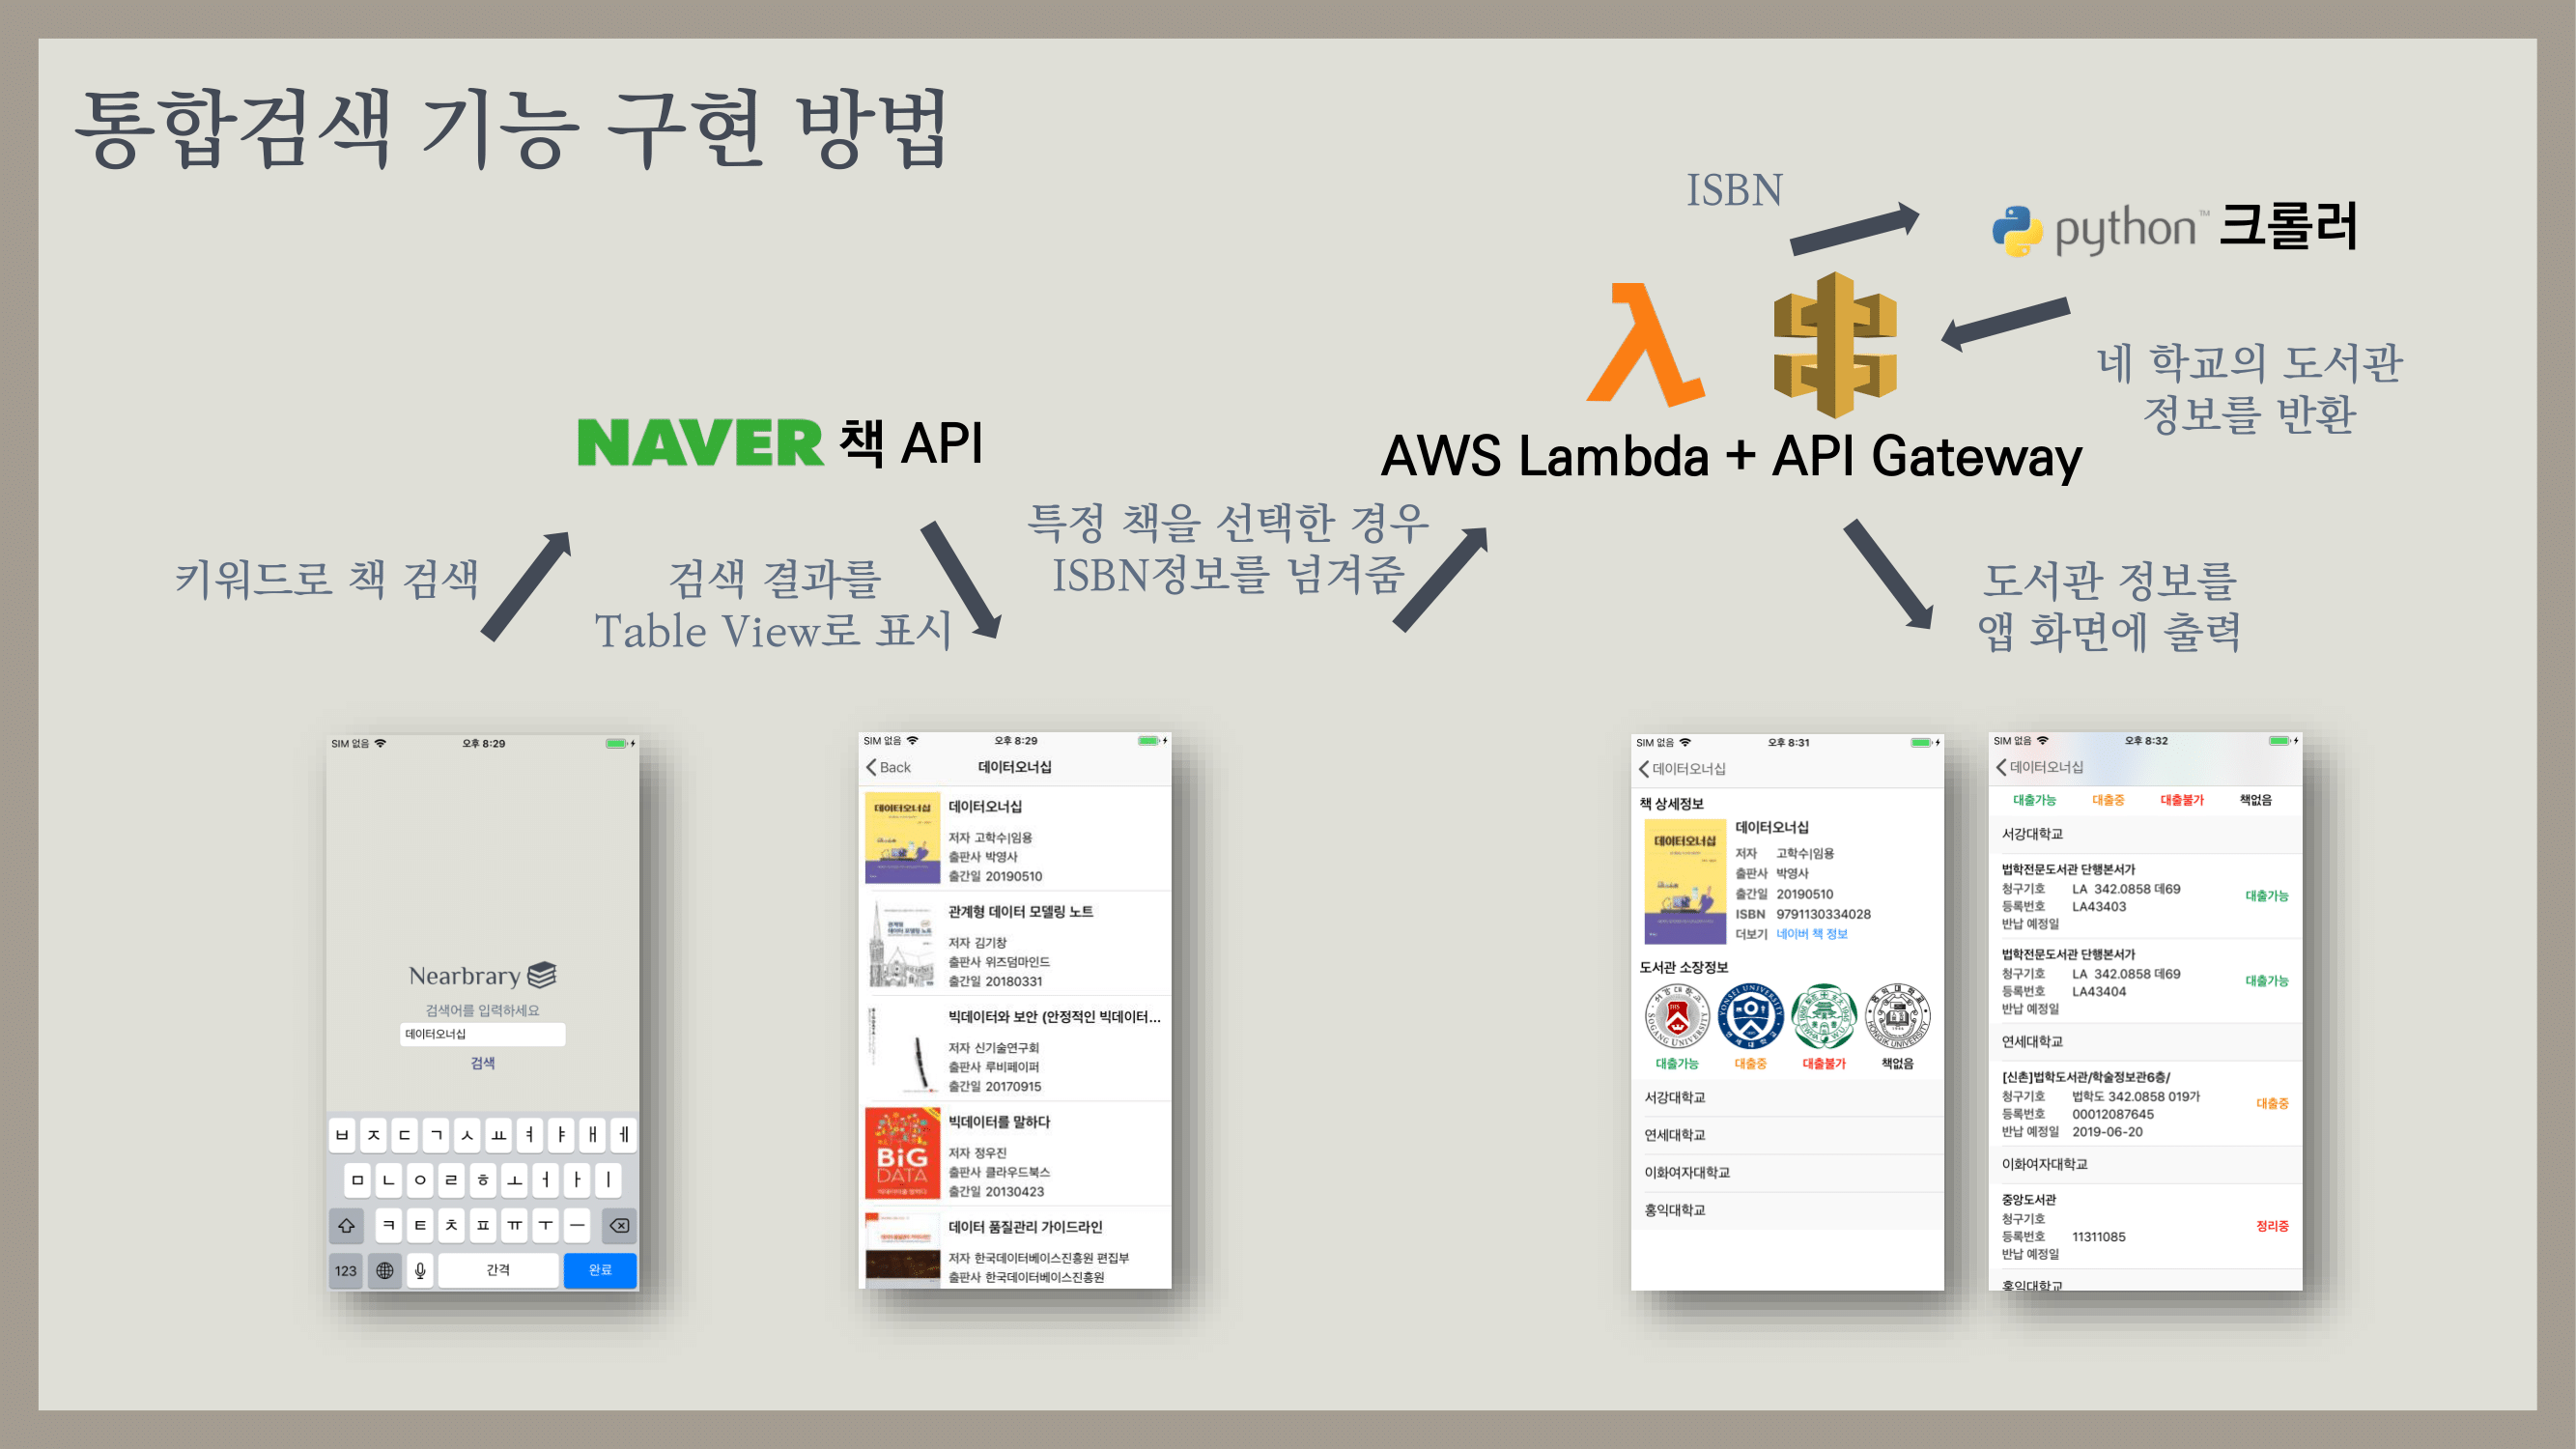 통합검색 기능 구현 방법
ISBN
python™ 크롤러
네 학교의 도서관
정보를 반환
NAVER 책 API
AWS Lambda + API Gateway
키워드로 책 검색
검색 결과를
Table View로 표시
특정 책을 선택한 경우
ISBN정보를 넘겨줌
도서관 정보를
앱 화면에 출력
SIM 없음 오후 8:29
Nearbrary
검색어를 입력하세요
데이터오너십
검색
ㅂ ㅈ ㄷ ㄱ ㅅ ㅛ ㅕ ㅑ ㅐ ㅔ
ㅁ ㄴ ㅇ ㄹ ㅎ ㅗ ㅓ ㅏ ㅣ
ㅋ ㅌ ㅊ ㅍ ㅠ ㅜ ㅡ
123 간격 완료
SIM 없음 오후 8:29
Back 데이터오너십
데이터오너십
데이터오너십
저자 고학수|임용
출판사 박영사
출간일 20190510
관계형 데이터 모델링 노트
저자 김기창
출판사 위즈덤마인드
출간일 20180331
빅데이터와 보안 (안정적인 빅데이터...
저자 신기술연구회
출판사 루비페이퍼
출간일 20170915
BiG
DATA
빅데이터를 말하다
저자 정우진
출판사 클라우드북스
출간일 20130423
데이터 품질관리 가이드라인
저자 한국데이터베이스진흥원 편집부
출판사 한국데이터베이스진흥원
SIM 없음 오후 8:31
데이터오너십
책 상세정보
데이터오너십
데이터오너십
저자 고학수|임용
출판사 박영사
출간일 20190510
ISBN 9791130334028
더보기 네이버 책 정보
도서관 소장정보
대출가능 대출중 대출불가 책없음
서강대학교
연세대학교
이화여자대학교
홍익대학교
SIM 없음 오후 8:32
데이터오너십
대출가능 대출중 대출불가 책없음
서강대학교
법학전문도서관 단행본서가
청구기호 LA 342.0858 데69
등록번호 LA43403
반납 예정일
대출가능
법학전문도서관 단행본서가
청구기호 LA 342.0858 데69
등록번호 LA43404
반납 예정일
대출가능
연세대학교
[신촌]법학도서관/학술정보관6층/
청구기호 법학도 342.0858 019가
등록번호 00012087645
반납 예정일 2019-06-20
대출중
이화여자대학교
중앙도서관
청구기호
등록번호 11311085
반납 예정일
정리중
홍익대학교